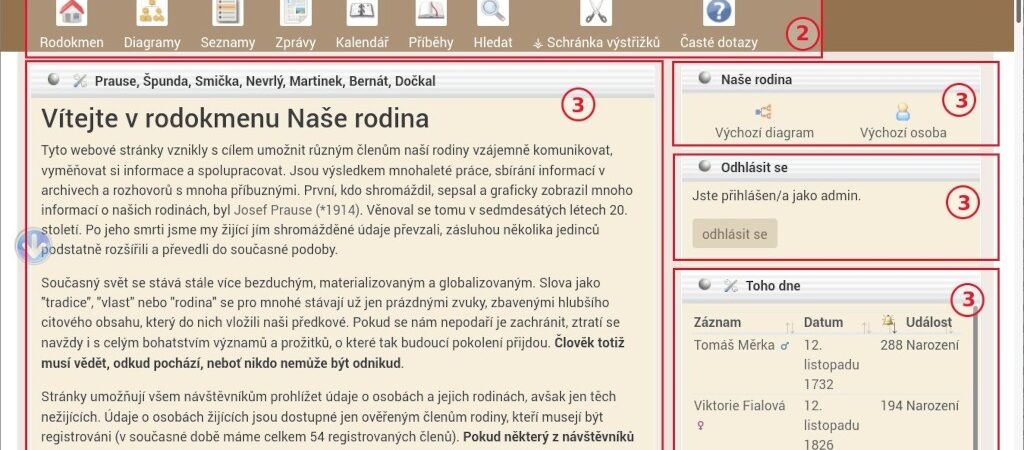 Rodokmen Diagramy Seznamy Zprávy Kalendář Příběhy Hledat ⚶ Schránka výstřižků Časté dotazy
2
Prause, Špunda, Smička, Nevrlý, Martinek, Bernát, Dočkal
3
Vítejte v rodokmenu Naše rodina
Tyto webové stránky vznikly s cílem umožnit různým členům naší rodiny vzájemně komunikovat,
vyměňovat si informace a spolupracovat. Jsou výsledkem mnohaleté práce, sbírání informací v
archivech a rozhovorů s mnoha příbuznými. První, kdo shromáždil, sepsal a graficky zobrazil mnoho
informací o našich rodinách, byl Josef Prause (*1914). Věnoval se tomu v sedmdesátých létech 20.
století. Po jeho smrti jsme my žijící jím shromážděné údaje převzali, zásluhou několika jedinců
podstatně rozšířili a převedli do současné podoby.
Současný svět se stává stále více bezduchým, materializovaným a globalizovaným. Slova jako
"tradice", "vlast" nebo "rodina" se pro mnohé stávají už jen prázdnými zvuky, zbavenými hlubšího
citového obsahu, který do nich vložili naši předkové. Pokud se nám nepodaří je zachránit, ztratí se
navždy i s celým bohatstvím významů a prožitků, o které tak budoucí pokolení přijdou. Člověk totiž
musí vědět, odkud pochází, neboť nikdo nemůže být odnikud.
Stránky umožňují všem návštěvníkům prohlížet údaje o osobách a jejich rodinách, avšak jen těch
nežijících. Údaje o osobách žijících jsou dostupné jen ověřeným členům rodiny, kteří musejí být
registrováni (v současné době máme celkem 54 registrovaných členů). Pokud některý z návštěvníků
Naše rodina
3
Výchozí diagram Výchozí osoba
Odhlásit se
3
Jste přihlášen/a jako admin.
odhlásit se
Toho dne
3
Záznam Datum Událost
Tomáš Měrka ♂ 12. 288 Narození
listopadu
1732
Viktorie Fialová 12. 194 Narození
♀ listopadu
1826